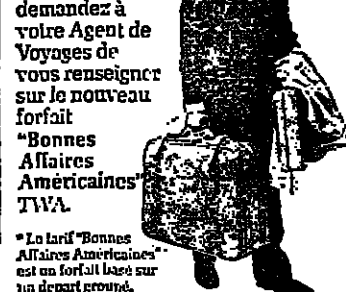 demandez à
votre Agent de
Voyages de
vous renseigner
sur le nouveau
forfait
"Bonnes
Affaires
Américaines"
TWA.
* Le tarif "Bonnes
Affaires Américaines"
est un forfait basé sur
un départ groupé.